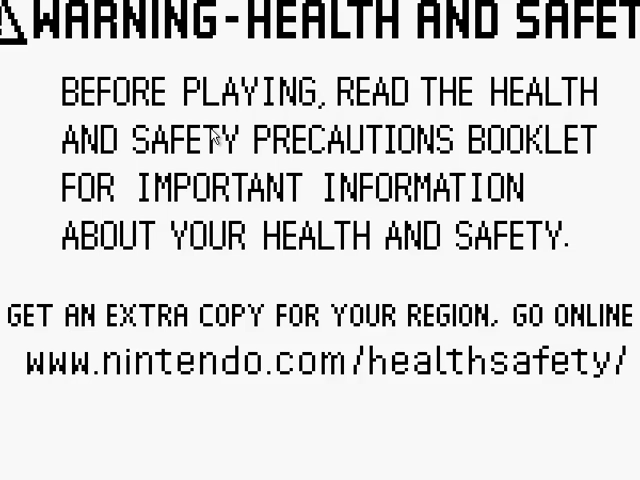 ⚠WARNING-HEALTH AND SAFET
BEFORE PLAYING, READ THE HEALTH
AND SAFETY PRECAUTIONS BOOKLET
FOR IMPORTANT INFORMATION
ABOUT YOUR HEALTH AND SAFETY.
GET AN EXTRA COPY FOR YOUR REGION, GO ONLINE
www.nintendo.com/healthsafety/